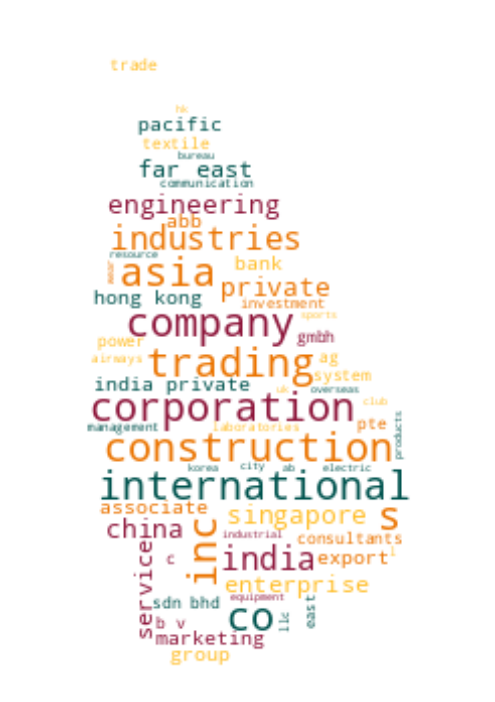 trade
hk
pacific
textile
bureau
far east
communication
engineering
abb
industries
resource
near
asia
bank
private
hong kong
investment
company
sports
gmbh
power
trading
airways
ag
system
india private
uk
overseas
corporation
club
management
laboratories
pte
products
construction
korea
city
ab
electric
international
associate
singapore
s
china
inc
industrial
consultants
service
c
india
export
l
enterprise
sdn bhd
equipment
co
llc
east
b v
marketing
group